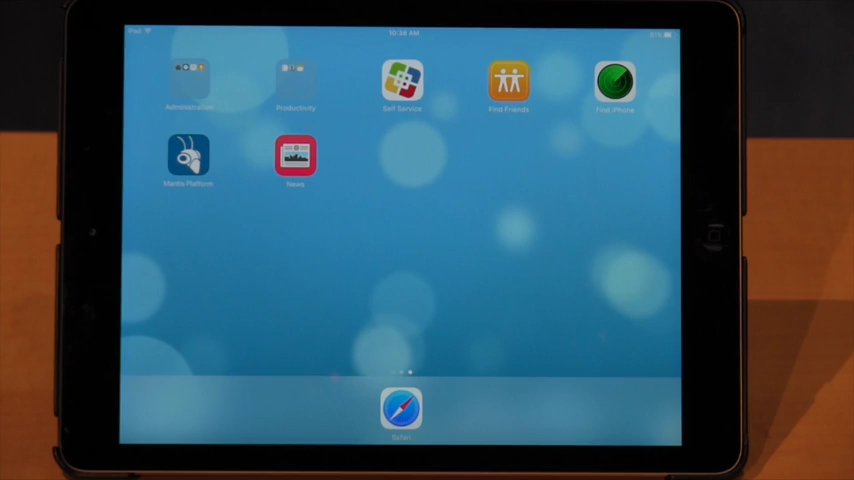 iPad
10:34 AM
Administration
Productivity
Self Service
Find Friends
Find iPhone
Mantis Platform
News
Safari